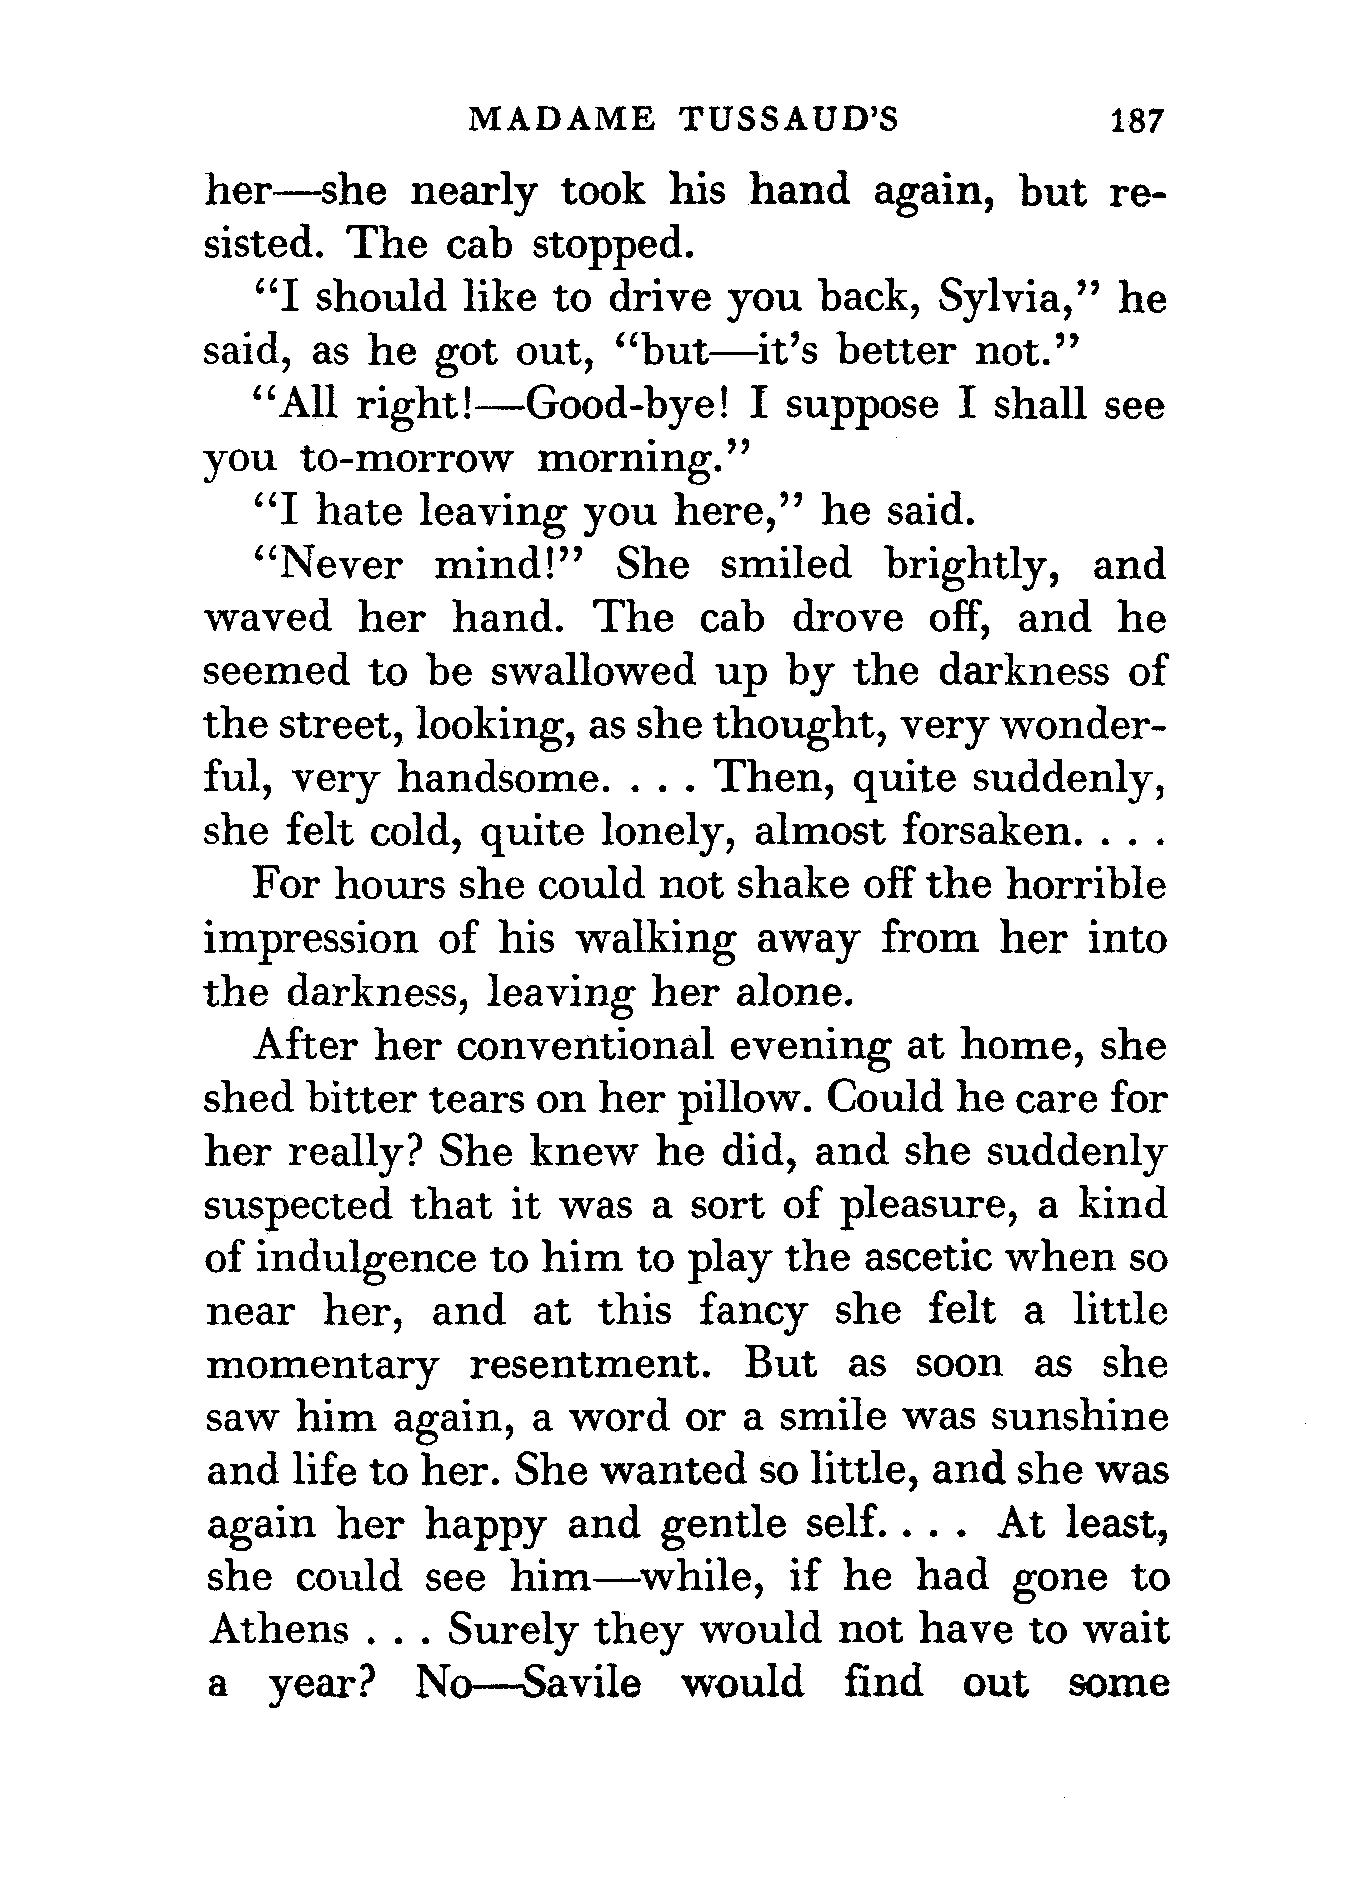 MADAME TUSSAUD'S 187
her—she nearly took his hand again, but re-
sisted. The cab stopped.
"I should like to drive you back, Sylvia," he
said, as he got out, "but—it's better not."
"All right!—Good-bye! I suppose I shall see
you to-morrow morning."
"I hate leaving you here," he said.
"Never mind!" She smiled brightly, and
waved her hand. The cab drove off, and he
seemed to be swallowed up by the darkness of
the street, looking, as she thought, very wonder-
ful, very handsome. . . . Then, quite suddenly,
she felt cold, quite lonely, almost forsaken. . . .
For hours she could not shake off the horrible
impression of his walking away from her into
the darkness, leaving her alone.
After her conventional evening at home, she
shed bitter tears on her pillow. Could he care for
her really? She knew he did, and she suddenly
suspected that it was a sort of pleasure, a kind
of indulgence to him to play the ascetic when so
near her, and at this fancy she felt a little
momentary resentment. But as soon as she
saw him again, a word or a smile was sunshine
and life to her. She wanted so little, and she was
again her happy and gentle self. . . . At least,
she could see him—while, if he had gone to
Athens . . . Surely they would not have to wait
a year? No—Savile would find out some